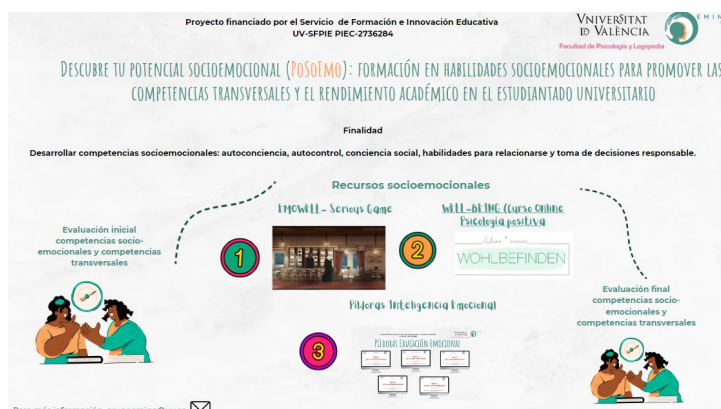 Proyecto financiado por el Servicio de Formación e Innovación Educativa
UV-SFPIE PIEC-2736284
VNIVERSITAT
ID VALÈNCIA
Facultad de Psicología y Logopedia
EMIN
DESCUBRE TU POTENCIAL SOCIOEMOCIONAL (POSOEMO): FORMACIÓN EN HABILIDADES SOCIOEMOCIONALES PARA PROMOVER LAS
COMPETENCIAS TRANSVERSALES Y EL RENDIMIENTO ACADÉMICO EN EL ESTUDIANTADO UNIVERSITARIO
Finalidad
Desarrollar competencias socioemocionales: autoconciencia, autocontrol, conciencia social, habilidades para relacionarse y toma de decisiones responsable.
Recursos socioemocionales
EMOWELL- Serious Game
WELL-BEING (Curso Online
Psicología positiva
Evaluación inicial
competencias socio-
emocionales y competencias
transversales
1
2
WOHLBEFINDEN
Píldoras Inteligencia Emocional
3
PÍLDORAS EDUCACIÓN EMOCIONAL
Evaluación final
competencias socio-
emocionales y
competencias transversales